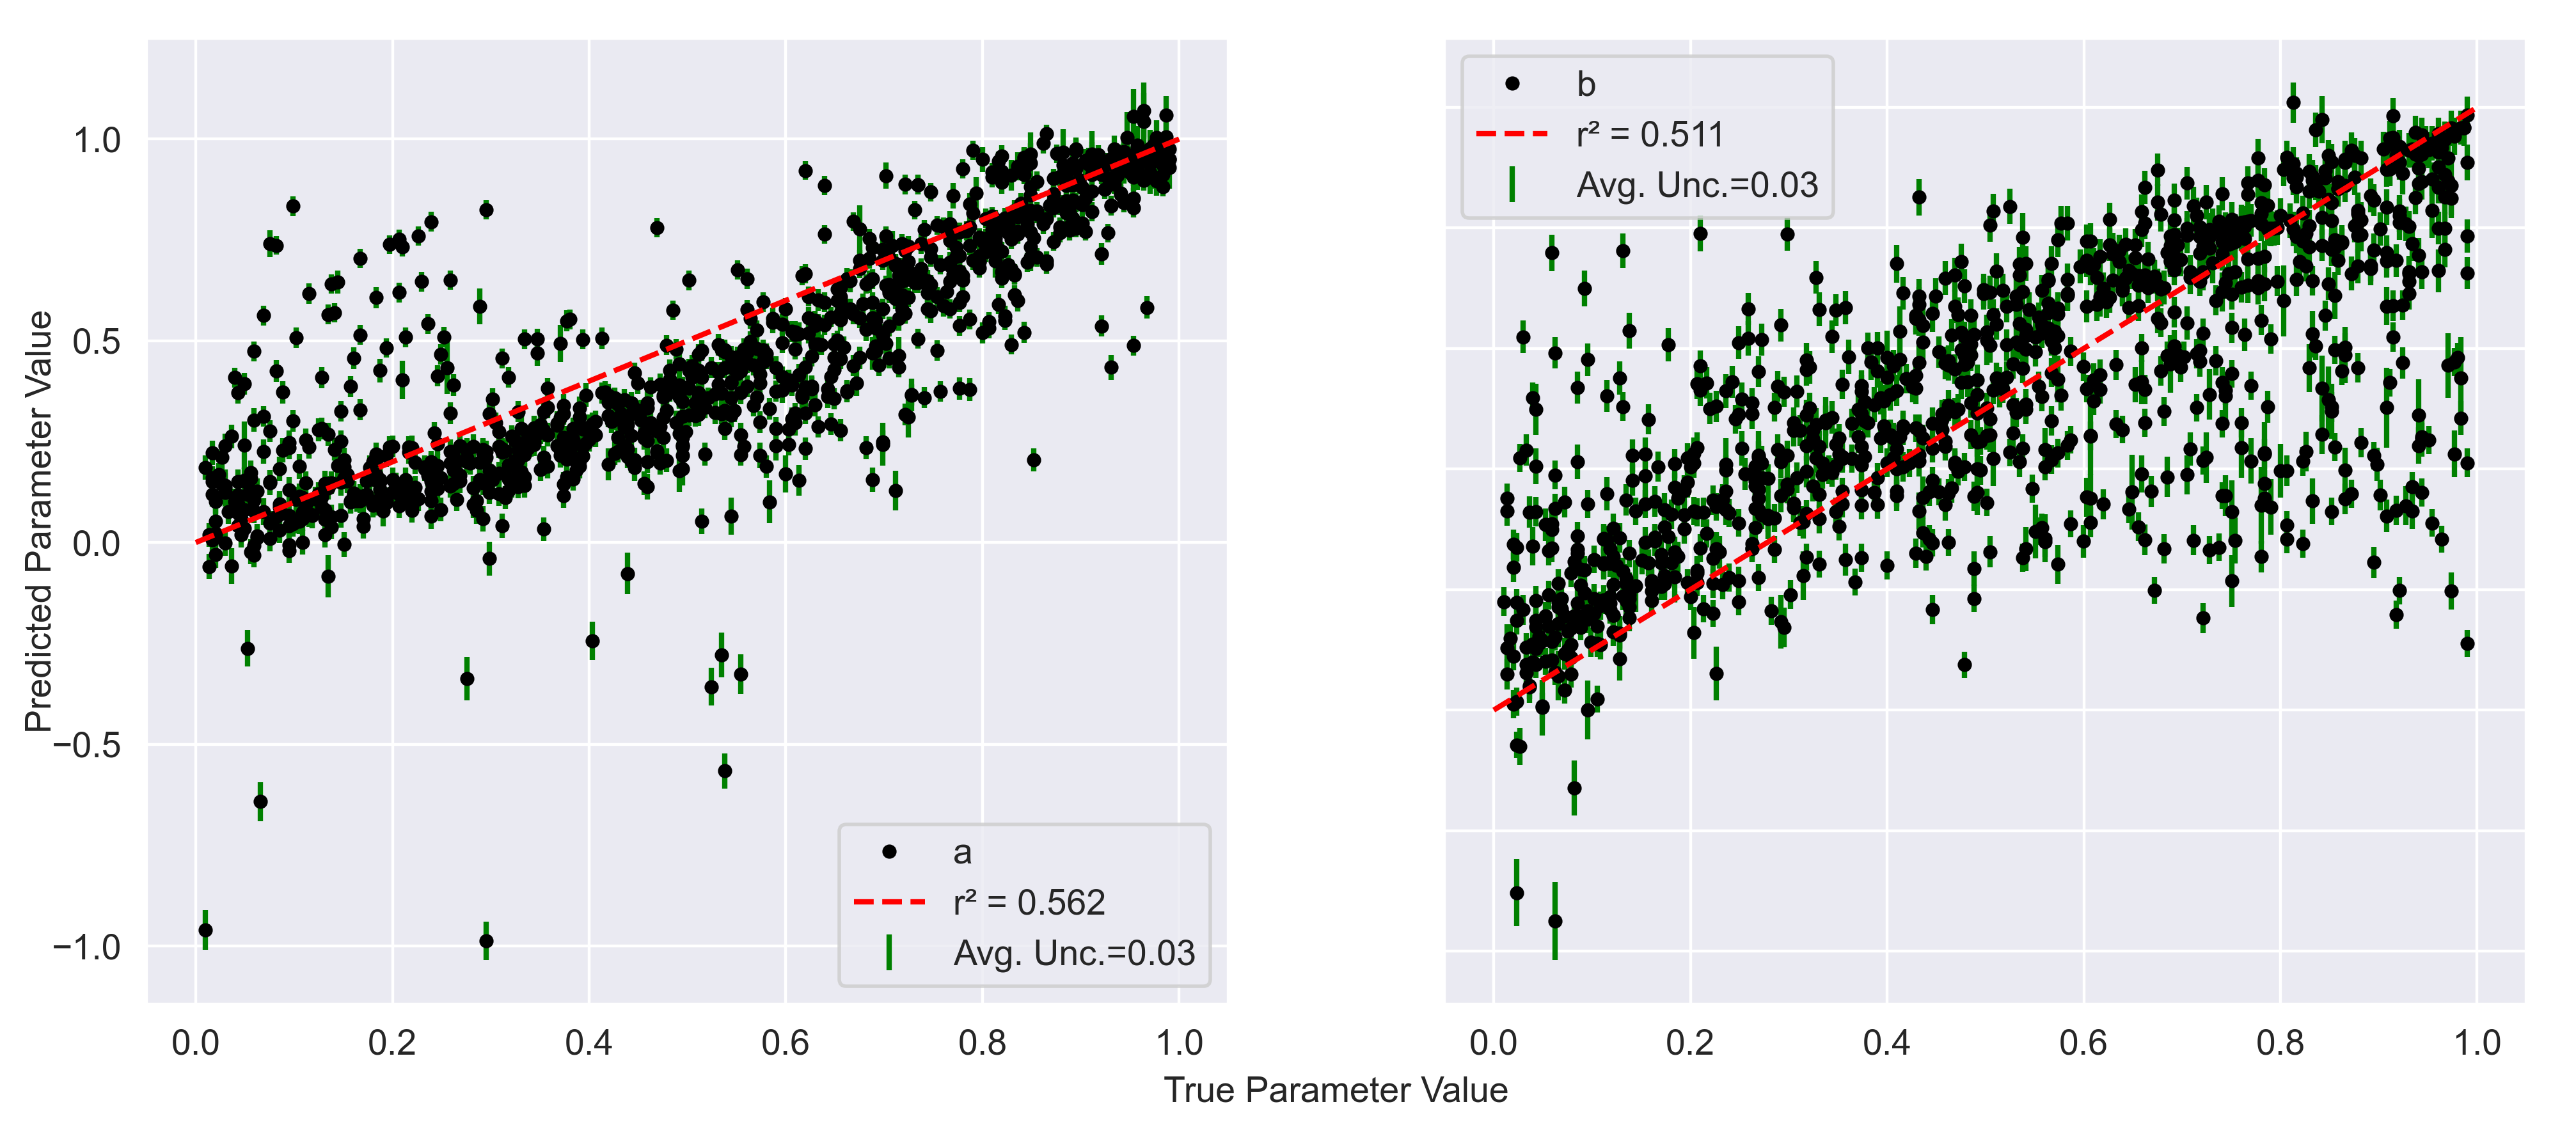 Predicted Parameter Value
1.0
0.5
0.0
−0.5
−1.0
0.0 0.2 0.4 0.6 0.8 1.0
a
r² = 0.562
Avg. Unc.=0.03
b
r² = 0.511
Avg. Unc.=0.03
0.0 0.2 0.4 0.6 0.8 1.0
True Parameter Value